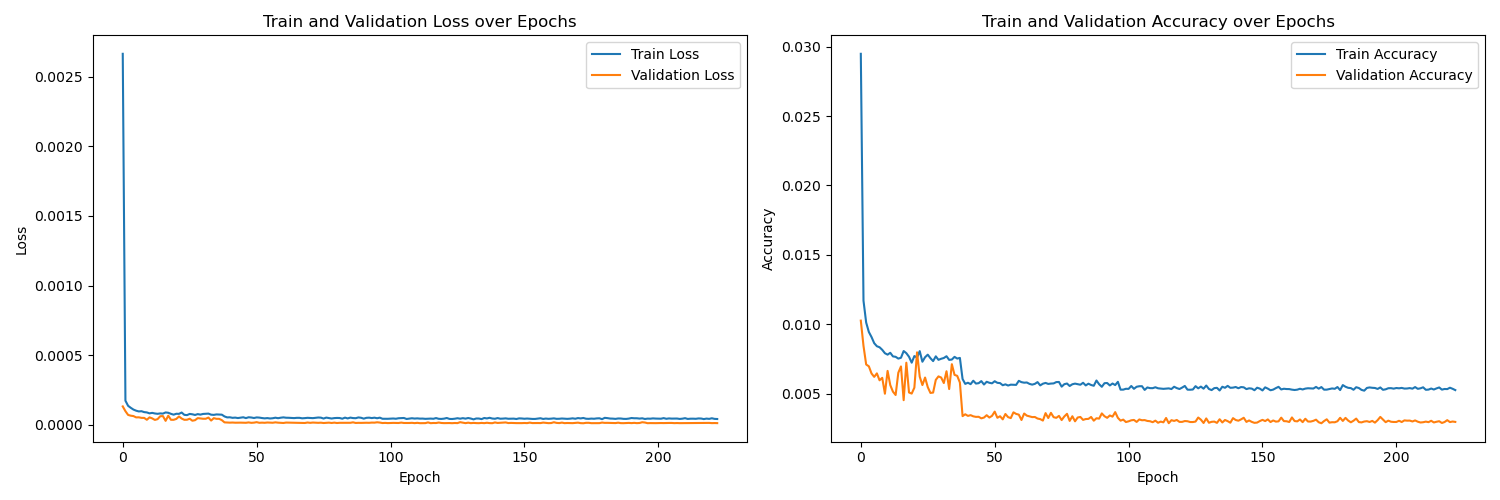 Train and Validation Loss over Epochs
Train Loss
Validation Loss
0.0025
0.0020
0.0015
0.0010
0.0005
0.0000
Loss
0
50
100
150
200
Epoch
Train and Validation Accuracy over Epochs
Train Accuracy
Validation Accuracy
0.030
0.025
0.020
0.015
0.010
0.005
Accuracy
0
50
100
150
200
Epoch